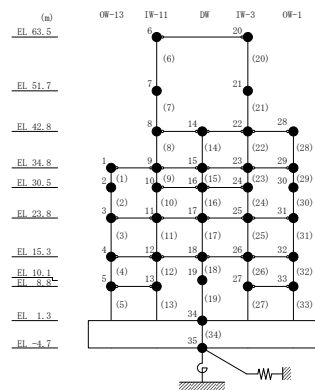 (m) OW-13 IW-11 DW IW-3 OW-1
EL 63.5 6 20
(6) (20)
EL 51.7 7 21
(7) (21)
EL 42.8 8 14 22 28
(8) (14) (22) (28)
EL 34.8 1 9 15 23 29
(1) (9) (15) (23) (29)
EL 30.5 2 10 16 24 30
(2) (10) (16) (24) (30)
EL 23.8 3 11 17 25 31
(3) (11) (17) (25) (31)
EL 15.3 4 12 18 26 32
(4) (12) (18) (26) (32)
EL 10.1 19
EL 8.8 5 13 27 33
(5) (13) (19) (27) (33)
EL 1.3 34
(34)
EL -4.7 35